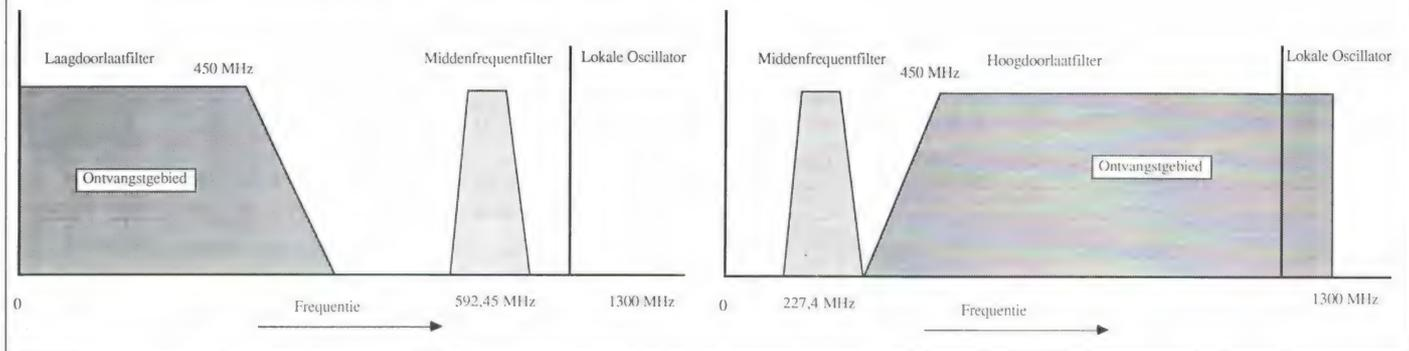 Laagdoorlaatfilter
450 MHz
Middenfrequentfilter
Lokale Oscillator
Ontvangstgebied
0
Frequentie
592,45 MHz
1300 MHz
Middenfrequentfilter
450 MHz
Hoogdoorlaatfilter
Lokale Oscillator
Ontvangstgebied
0
227,4 MHz
Frequentie
1300 MHz